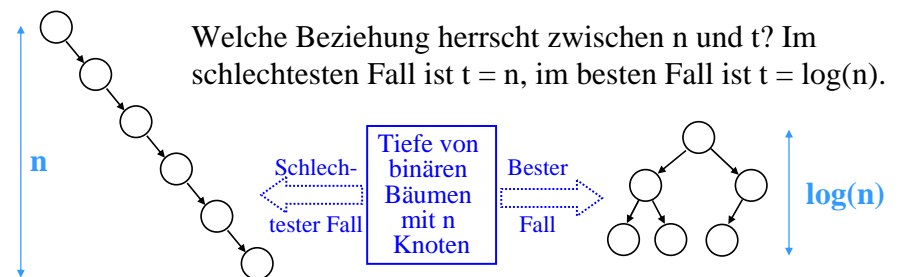 Welche Beziehung herrscht zwischen n und t? Im
schlechtesten Fall ist t = n, im besten Fall ist t = log(n).
n
Schlech-
tester Fall
Tiefe von
binären
Bäumen
mit n
Knoten
Bester
Fall
log(n)